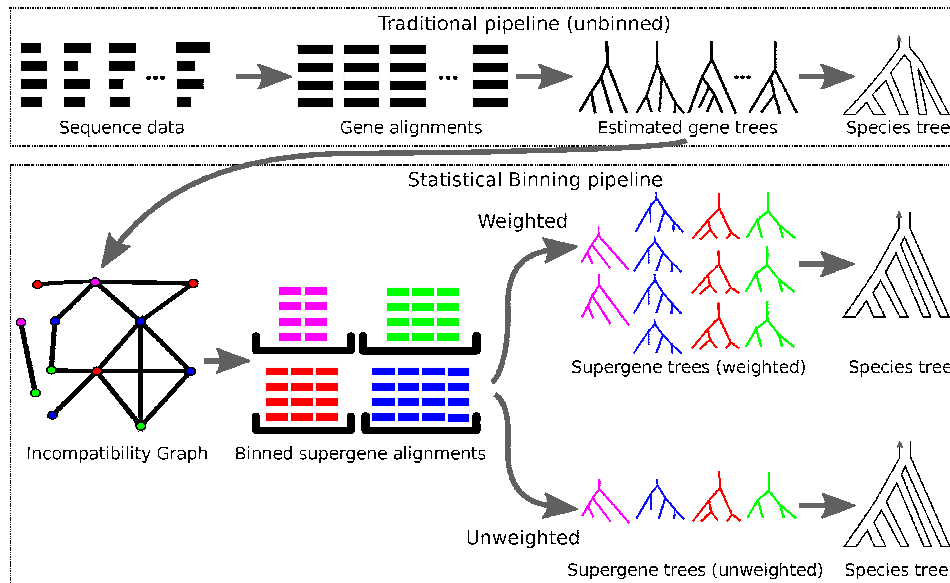 Traditional pipeline (unbinned)
...
...
...
Sequence data
Gene alignments
Estimated gene trees
Species tree
Statistical Binning pipeline
Weighted
Supergene trees (weighted)
Species tree
Incompatibility Graph
Binned supergene alignments
Unweighted
Supergene trees (unweighted)
Species tree